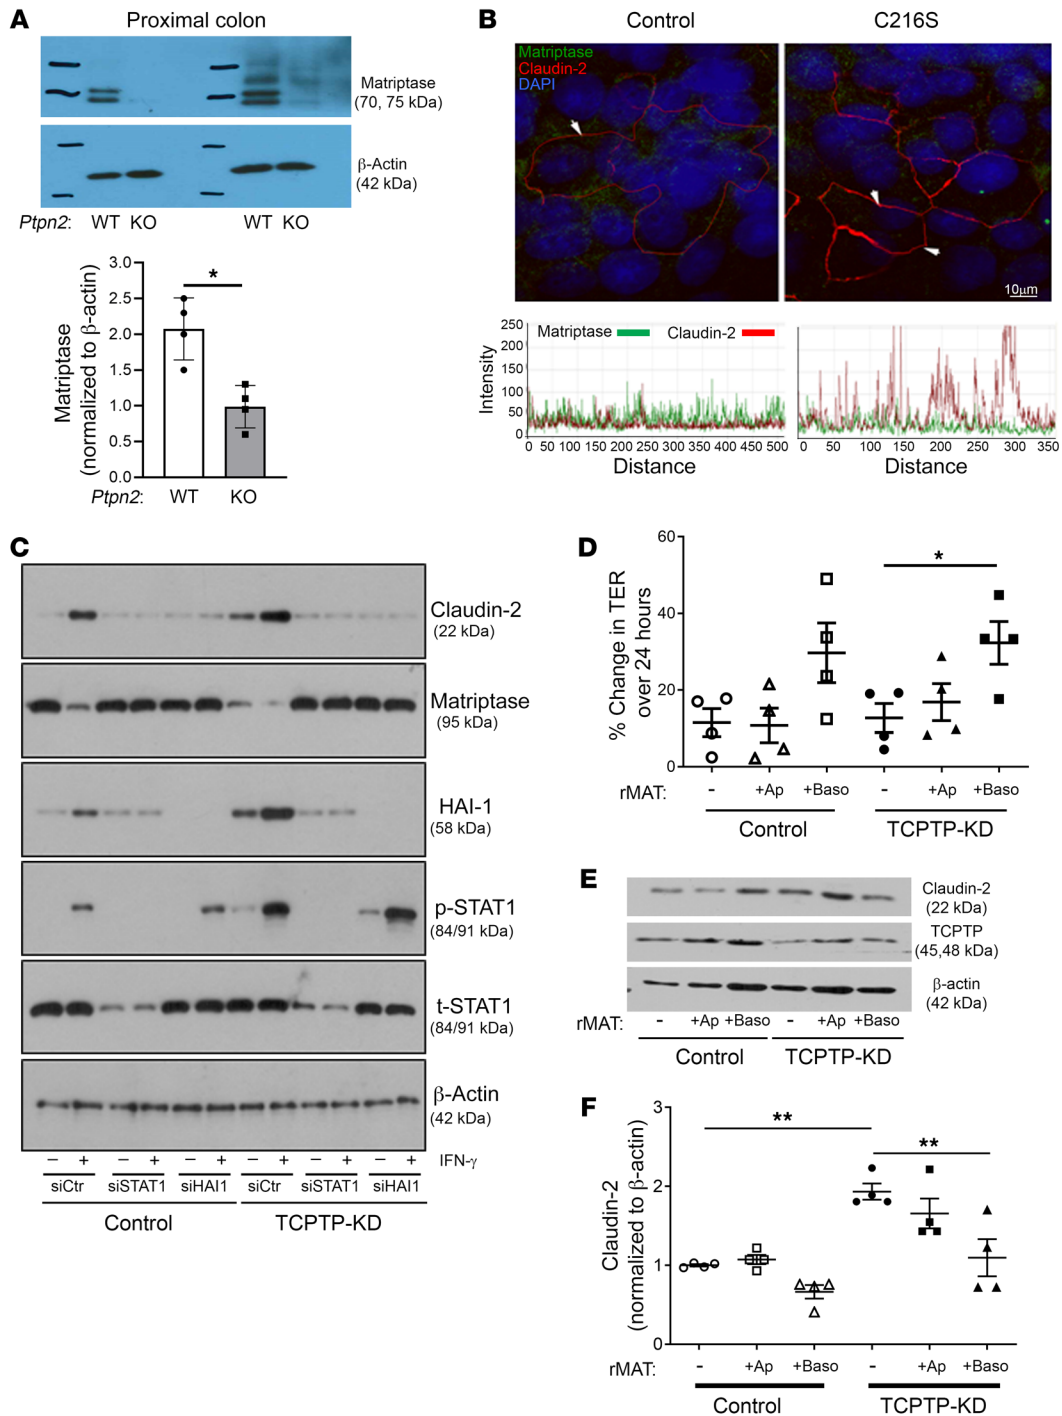 A
Proximal colon
Matriptase
(70, 75 kDa)
β-Actin
(42 kDa)
Ptpn2: WT KO WT KO
Matriptase
(normalized to β-actin)
3.0
2.5
2.0
1.5
1.0
0.5
0.0
*
Ptpn2: WT KO
B
Control C216S
Matriptase
Claudin-2
DAPI
10µm
Intensity
250
200
150
100
50
0
Matriptase Claudin-2
0 50 100 150 200 250 300 350 400 450 500
Distance
0 50 100 150 200 250 300 350
Distance
C
Claudin-2
(22 kDa)
Matriptase
(95 kDa)
HAI-1
(58 kDa)
p-STAT1
(84/91 kDa)
t-STAT1
(84/91 kDa)
β-Actin
(42 kDa)
− + − + − + − + − + − + IFN-γ
siCtr siSTAT1 siHAI1 siCtr siSTAT1 siHAI1
Control TCPTP-KD
D
% Change in TER
over 24 hours
60
40
20
0
*
rMAT: - +Ap +Baso - +Ap +Baso
Control TCPTP-KD
E
Claudin-2
(22 kDa)
TCPTP
(45,48 kDa)
β-actin
(42 kDa)
rMAT: - +Ap +Baso - +Ap +Baso
Control TCPTP-KD
F
Claudin-2
(normalized to β-actin)
3
2
1
0
**
**
rMAT: - +Ap +Baso - +Ap +Baso
Control TCPTP-KD